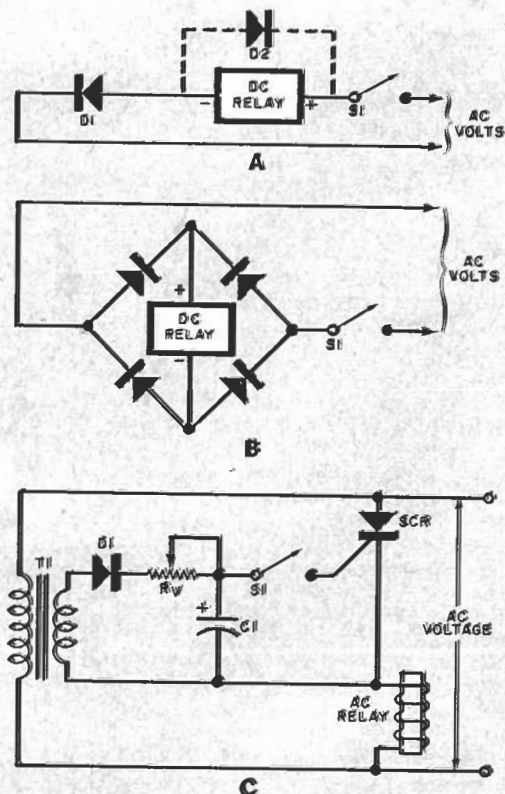 D2
DC
RELAY
- +
D1
S1
AC
VOLTS
A
AC
VOLTS
+
DC
RELAY
-
S1
B
SCR
T1
D1
RV
S1
+
C1
AC
VOLTAGE
AC
RELAY
C